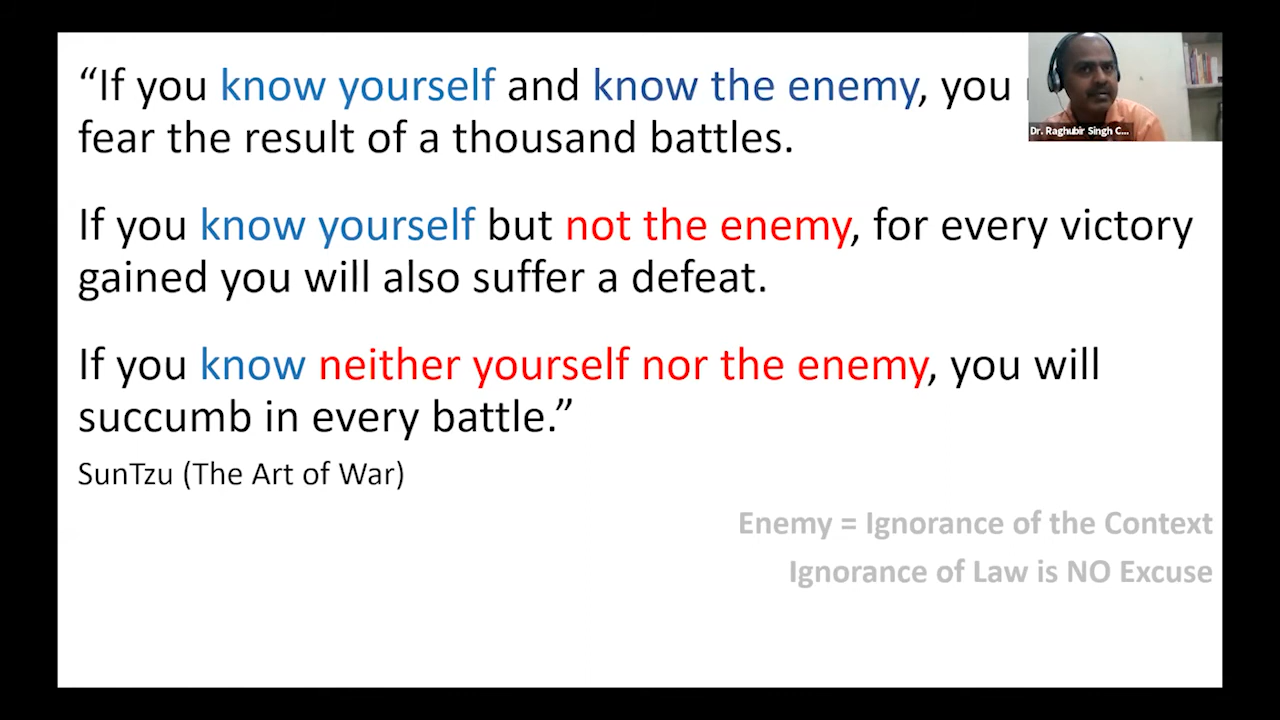 “If you know yourself and know the enemy, you
fear the result of a thousand battles.
If you know yourself but not the enemy, for every victory
gained you will also suffer a defeat.
If you know neither yourself nor the enemy, you will
succumb in every battle.”
SunTzu (The Art of War)
Enemy = Ignorance of the Context
Ignorance of Law is NO Excuse
Dr. Raghubir Singh C...